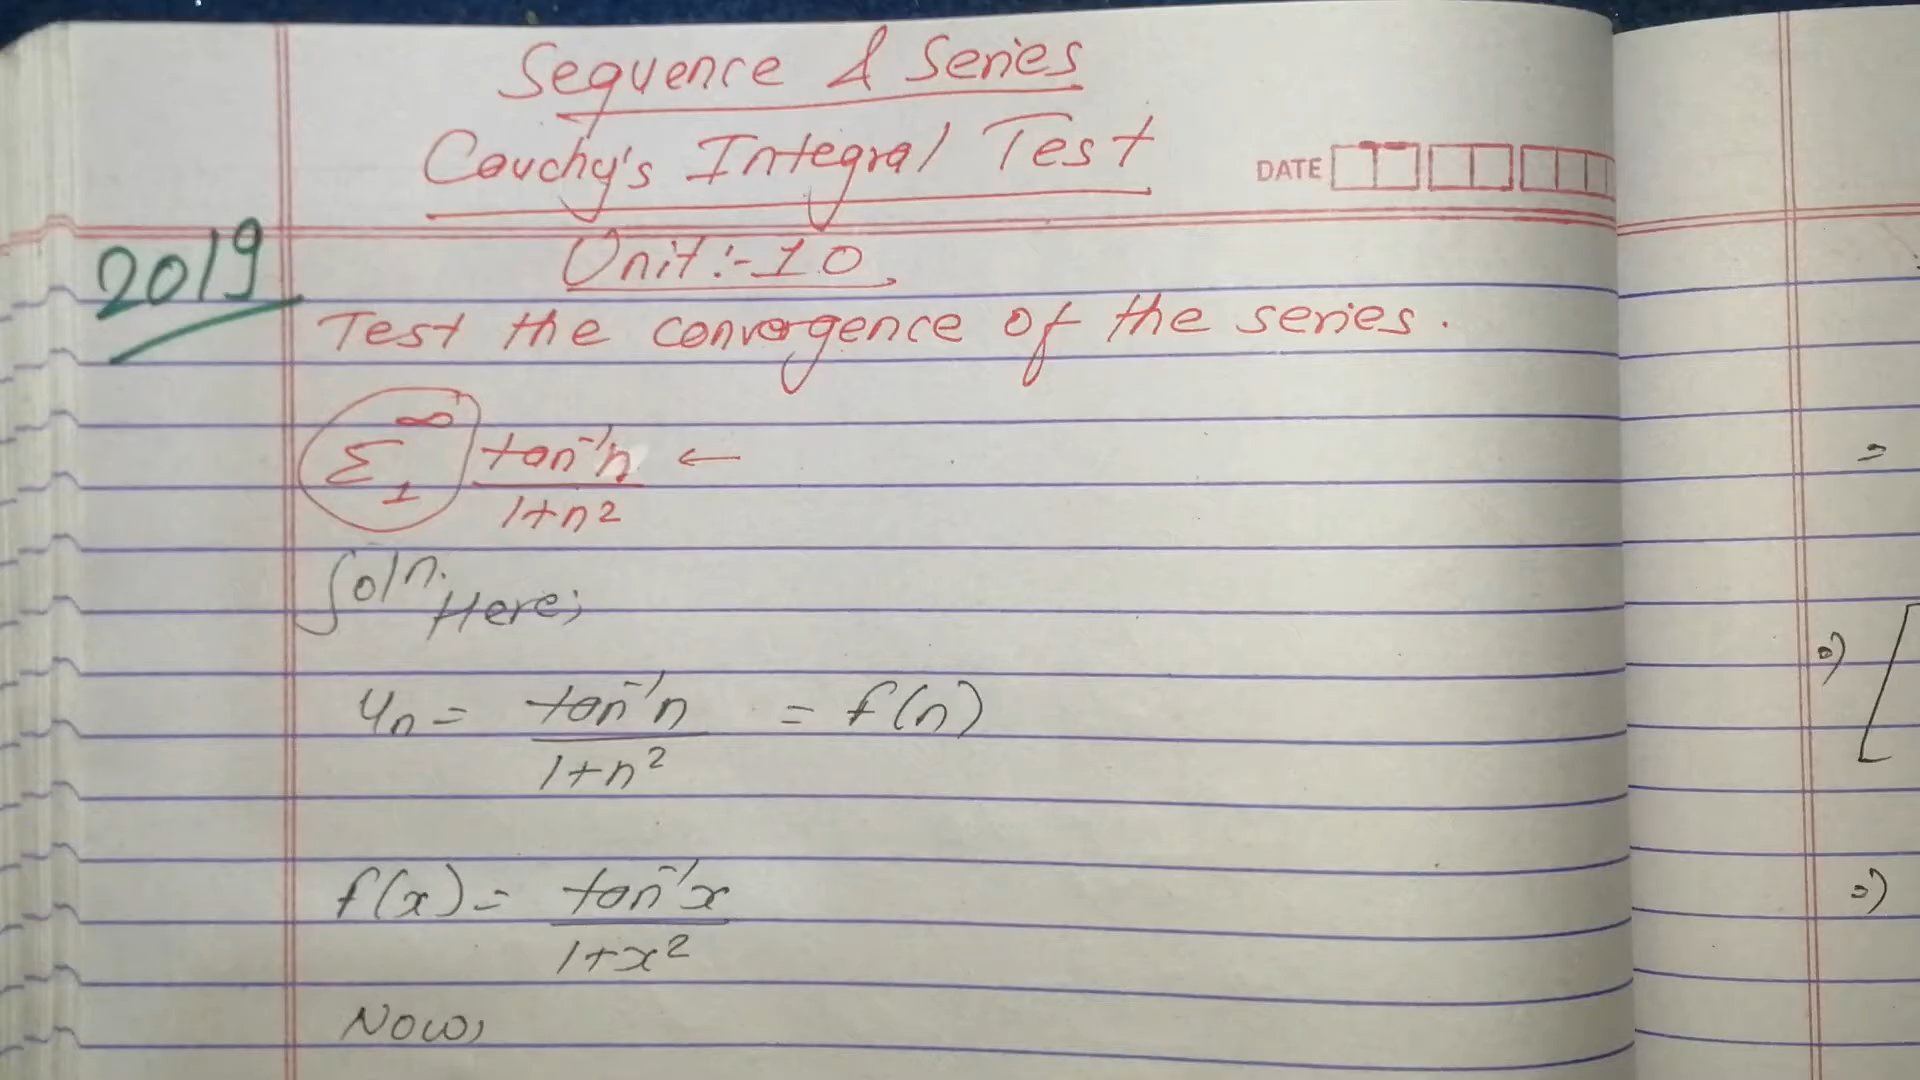 Sequence & Series
Cauchy's Integral Test
DATE
2019
Unit:-10.
Test the convergence of the series.
Σ₁^∞ tan⁻¹n / 1+n² ←
Soln. Here;
Un = tan⁻¹n / 1+n² = f(n)
f(x) = tan⁻¹x / 1+x²
Now,
=